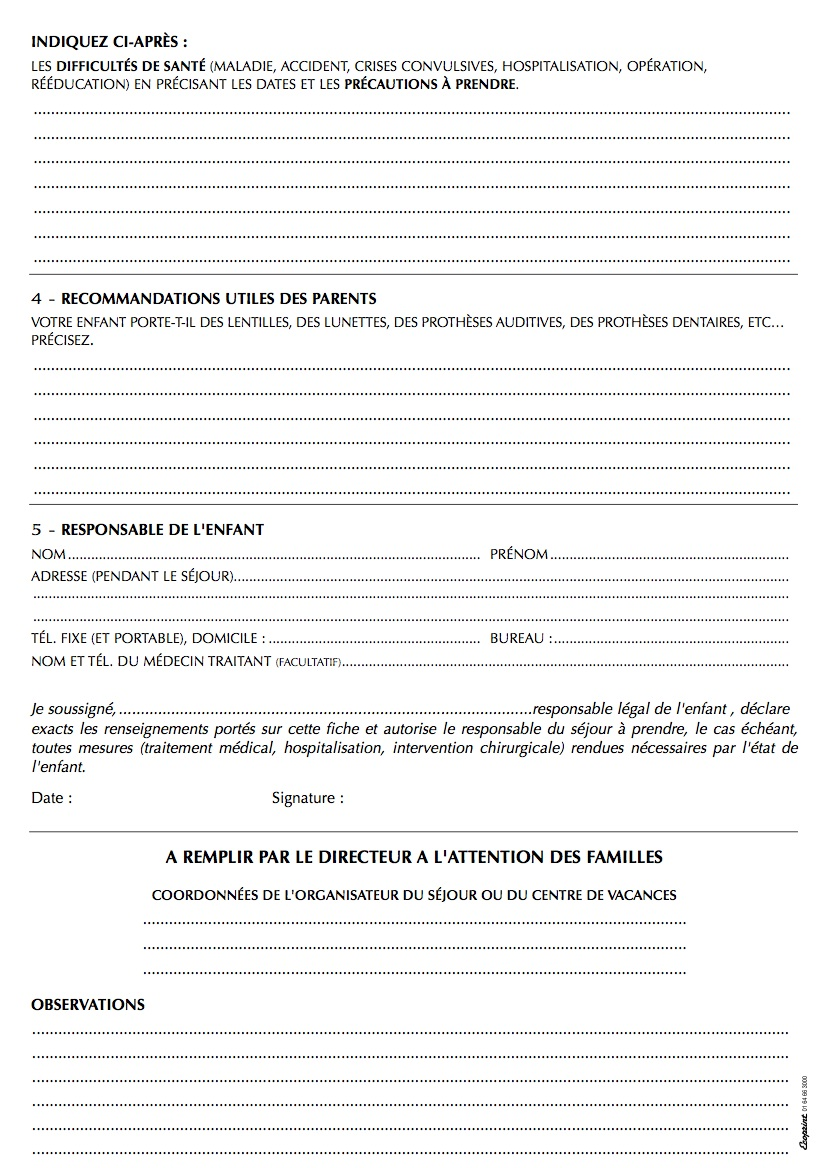 INDIQUEZ CI-APRÈS :
LES DIFFICULTÉS DE SANTÉ (MALADIE, ACCIDENT, CRISES CONVULSIVES, HOSPITALISATION, OPÉRATION,
RÉÉDUCATION) EN PRÉCISANT LES DATES ET LES PRÉCAUTIONS À PRENDRE.
4 - RECOMMANDATIONS UTILES DES PARENTS
VOTRE ENFANT PORTE-T-IL DES LENTILLES, DES LUNETTES, DES PROTHÈSES AUDITIVES, DES PROTHÈSES DENTAIRES, ETC…
PRÉCISEZ.
5 - RESPONSABLE DE L'ENFANT
NOM PRÉNOM
ADRESSE (PENDANT LE SÉJOUR)
TÉL. FIXE (ET PORTABLE), DOMICILE : BUREAU :
NOM ET TÉL. DU MÉDECIN TRAITANT (FACULTATIF)
Je soussigné, responsable légal de l'enfant , déclare
exacts les renseignements portés sur cette fiche et autorise le responsable du séjour à prendre, le cas échéant,
toutes mesures (traitement médical, hospitalisation, intervention chirurgicale) rendues nécessaires par l'état de
l'enfant.
Date : Signature :
A REMPLIR PAR LE DIRECTEUR A L'ATTENTION DES FAMILLES
COORDONNÉES DE L'ORGANISATEUR DU SÉJOUR OU DU CENTRE DE VACANCES
OBSERVATIONS
Ecoprint 01 64 66 3000